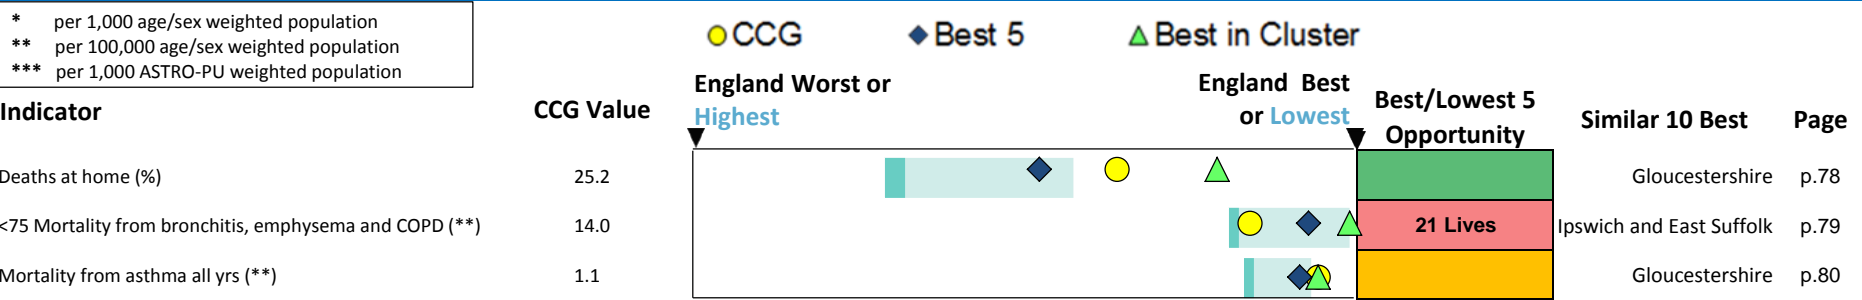 * per 1,000 age/sex weighted population
** per 100,000 age/sex weighted population
*** per 1,000 ASTRO-PU weighted population
CCG Best 5 Best in Cluster
Indicator CCG Value England Worst or Highest England Best or Lowest Best/Lowest 5 Opportunity Similar 10 Best Page
Deaths at home (%) 25.2 Gloucestershire p.78
<75 Mortality from bronchitis, emphysema and COPD (**) 14.0 21 Lives Ipswich and East Suffolk p.79
Mortality from asthma all yrs (**) 1.1 Gloucestershire p.80